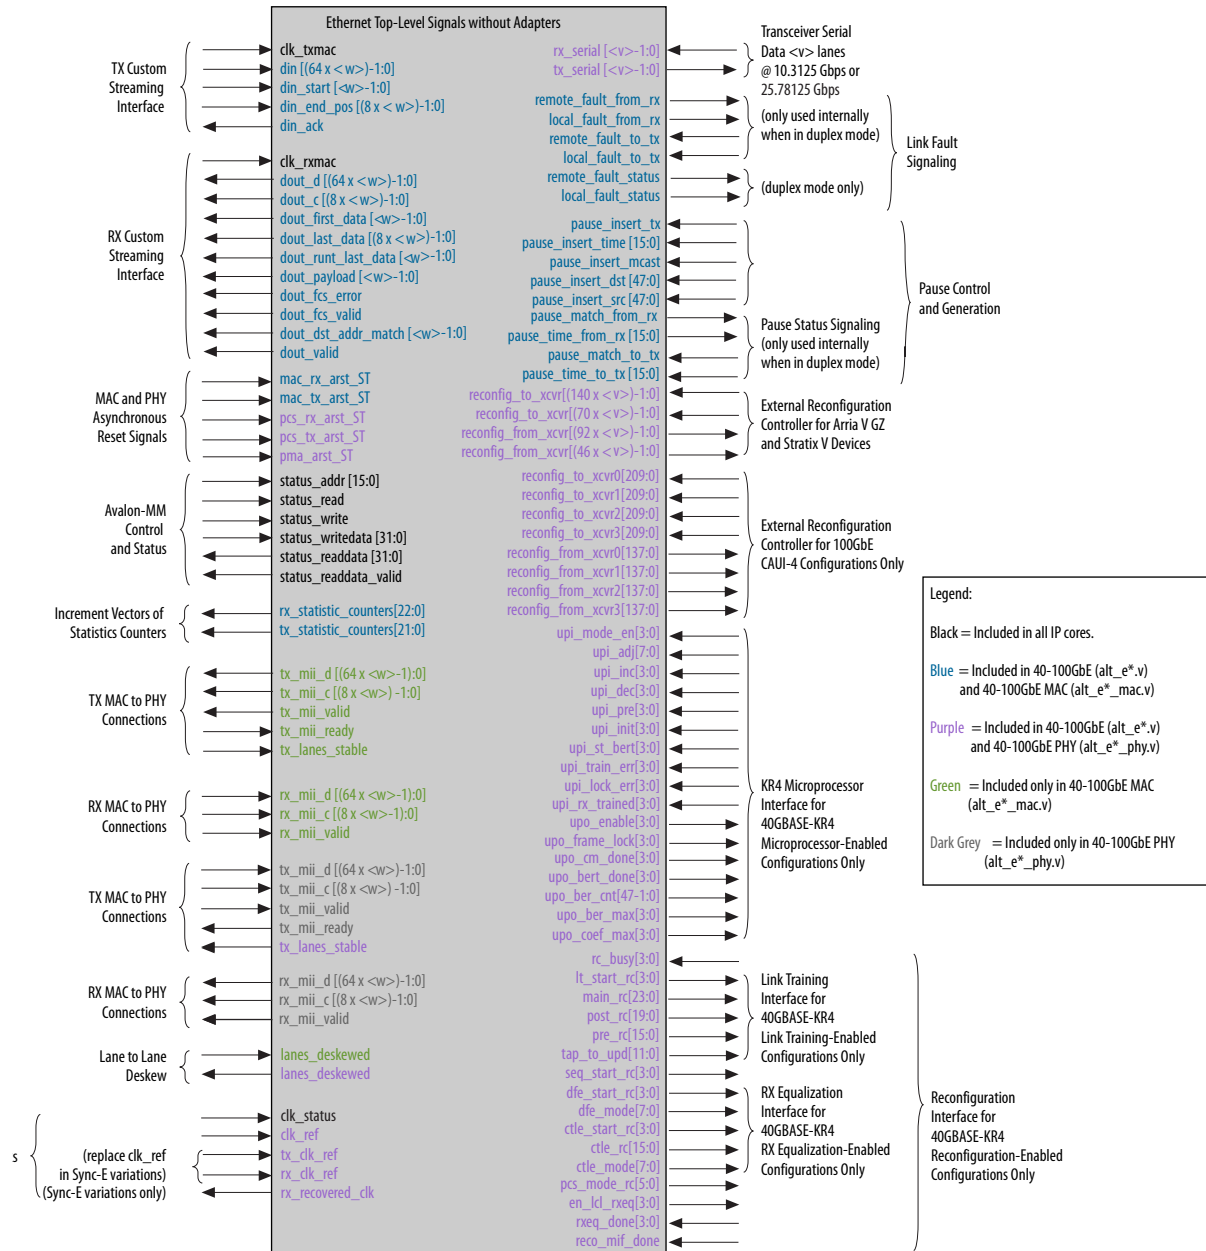 Ethernet Top-Level Signals without Adapters
TX Custom
Streaming
Interface
clk_txmac
din [(64 x <w>)-1:0]
din_start [<w>-1:0]
din_end_pos [(8 x <w>)-1:0]
din_ack
RX Custom
Streaming
Interface
clk_rxmac
dout_d [(64 x <w>)-1:0]
dout_c [(8 x <w>)-1:0]
dout_first_data [<w>-1:0]
dout_last_data [(8 x <w>)-1:0]
dout_runt_last_data [<w>-1:0]
dout_payload [<w>-1:0]
dout_fcs_error
dout_fcs_valid
dout_dst_addr_match [<w>-1:0]
dout_valid
MAC and PHY
Asynchronous
Reset Signals
mac_rx_arst_ST
mac_tx_arst_ST
pcs_rx_arst_ST
pcs_tx_arst_ST
pma_arst_ST
Avalon-MM
Control
and Status
status_addr [15:0]
status_read
status_write
status_writedata [31:0]
status_readdata [31:0]
status_readdata_valid
Increment Vectors of
Statistics Counters
rx_statistic_counters[22:0]
tx_statistic_counters[21:0]
TX MAC to PHY
Connections
tx_mii_d [(64 x <w>-1):0]
tx_mii_c [(8 x <w>) -1:0]
tx_mii_valid
tx_mii_ready
tx_lanes_stable
RX MAC to PHY
Connections
rx_mii_d [(64 x <w>-1):0]
rx_mii_c [(8 x <w>-1):0]
rx_mii_valid
TX MAC to PHY
Connections
tx_mii_d [(64 x <w>)-1:0]
tx_mii_c [(8 x <w>) -1:0]
tx_mii_valid
tx_mii_ready
tx_lanes_stable
RX MAC to PHY
Connections
rx_mii_d [(64 x <w>)-1:0]
rx_mii_c [(8 x <w>)-1:0]
rx_mii_valid
Lane to Lane
Deskew
lanes_deskewed
lanes_deskewed
s
(replace clk_ref
in Sync-E variations)
(Sync-E variations only)
clk_status
clk_ref
tx_clk_ref
rx_clk_ref
rx_recovered_clk
rx_serial [<v>-1:0]
tx_serial [<v>-1:0]
Transceiver Serial
Data <v> lanes
@ 10.3125 Gbps or
25.78125 Gbps
remote_fault_from_rx
local_fault_from_rx
remote_fault_to_tx
local_fault_to_tx
remote_fault_status
local_fault_status
(only used internally
when in duplex mode)
(duplex mode only)
Link Fault
Signaling
pause_insert_tx
pause_insert_time [15:0]
pause_insert_mcast
pause_insert_dst [47:0]
pause_insert_src [47:0]
pause_match_from_rx
pause_time_from_rx [15:0]
pause_match_to_tx
pause_time_to_tx [15:0]
Pause Status Signaling
(only used internally
when in duplex mode)
Pause Control
and Generation
reconfig_to_xcvr[(140 x <v>)-1:0]
reconfig_to_xcvr[(70 x <v>)-1:0]
reconfig_from_xcvr[(92 x <v>)-1:0]
reconfig_from_xcvr[(46 x <v>)-1:0]
External Reconfiguration
Controller for Arria V GZ
and Stratix V Devices
reconfig_to_xcvr0[209:0]
reconfig_to_xcvr1[209:0]
reconfig_to_xcvr2[209:0]
reconfig_to_xcvr3[209:0]
reconfig_from_xcvr0[137:0]
reconfig_from_xcvr1[137:0]
reconfig_from_xcvr2[137:0]
reconfig_from_xcvr3[137:0]
External Reconfiguration
Controller for 100GbE
CAUI-4 Configurations Only
upi_mode_en[3:0]
upi_adj[7:0]
upi_inc[3:0]
upi_dec[3:0]
upi_pre[3:0]
upi_init[3:0]
upi_st_bert[3:0]
upi_train_err[3:0]
upi_lock_err[3:0]
upi_rx_trained[3:0]
upo_enable[3:0]
upo_frame_lock[3:0]
upo_cm_done[3:0]
upo_bert_done[3:0]
upo_ber_cnt[47-1:0]
upo_ber_max[3:0]
upo_coef_max[3:0]
KR4 Microprocessor
Interface for
40GBASE-KR4
Microprocessor-Enabled
Configurations Only
rc_busy[3:0]
lt_start_rc[3:0]
main_rc[23:0]
post_rc[19:0]
pre_rc[15:0]
tap_to_upd[11:0]
seq_start_rc[3:0]
dfe_start_rc[3:0]
dfe_mode[7:0]
ctle_start_rc[3:0]
ctle_rc[15:0]
ctle_mode[7:0]
pcs_mode_rc[5:0]
en_lcl_rxeq[3:0]
rxeq_done[3:0]
reco_mif_done
Link Training
Interface for
40GBASE-KR4
Link Training-Enabled
Configurations Only
RX Equalization
Interface for
40GBASE-KR4
RX Equalization-Enabled
Configurations Only
Reconfiguration
Interface for
40GBASE-KR4
Reconfiguration-Enabled
Configurations Only
Legend:
Black = Included in all IP cores.
Blue = Included in 40-100GbE (alt_e*.v)
and 40-100GbE MAC (alt_e*_mac.v)
Purple = Included in 40-100GbE (alt_e*.v)
and 40-100GbE PHY (alt_e*_phy.v)
Green = Included only in 40-100GbE MAC
(alt_e*_mac.v)
Dark Grey = Included only in 40-100GbE PHY
(alt_e*_phy.v)